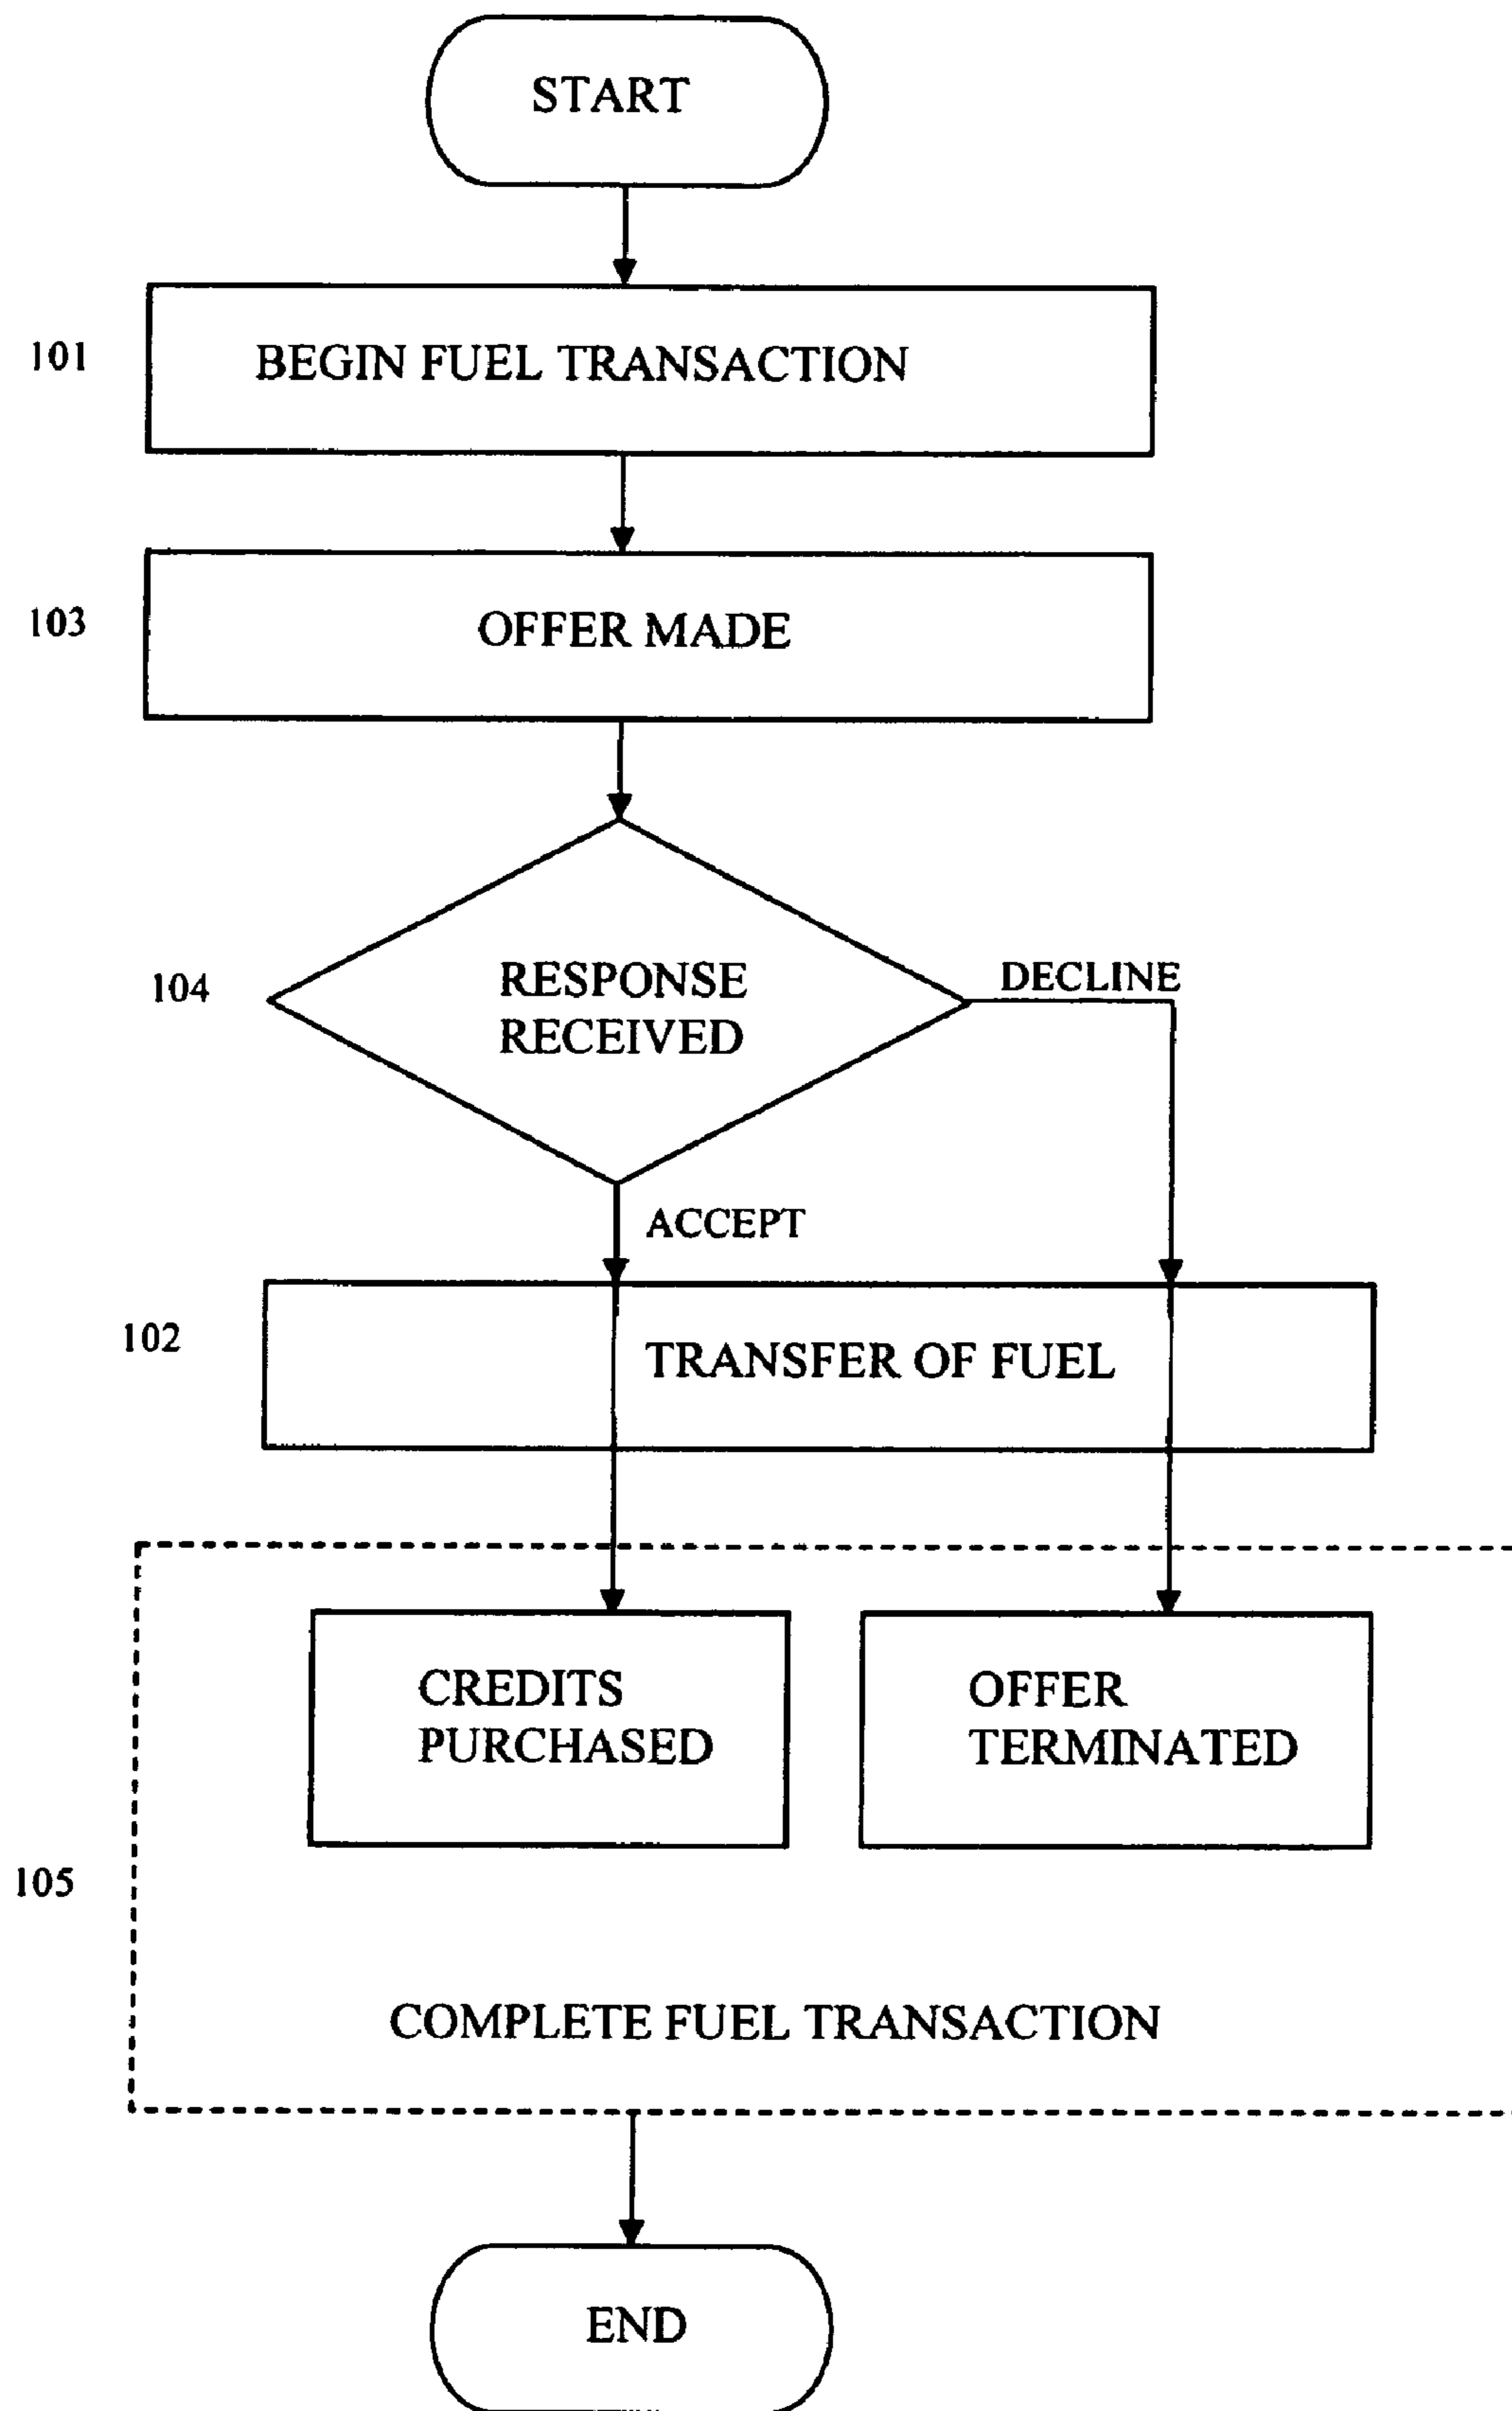 START
101
BEGIN FUEL TRANSACTION
103
OFFER MADE
104
RESPONSE
RECEIVED
DECLINE
ACCEPT
102
TRANSFER OF FUEL
CREDITS
PURCHASED
OFFER
TERMINATED
105
COMPLETE FUEL TRANSACTION
END